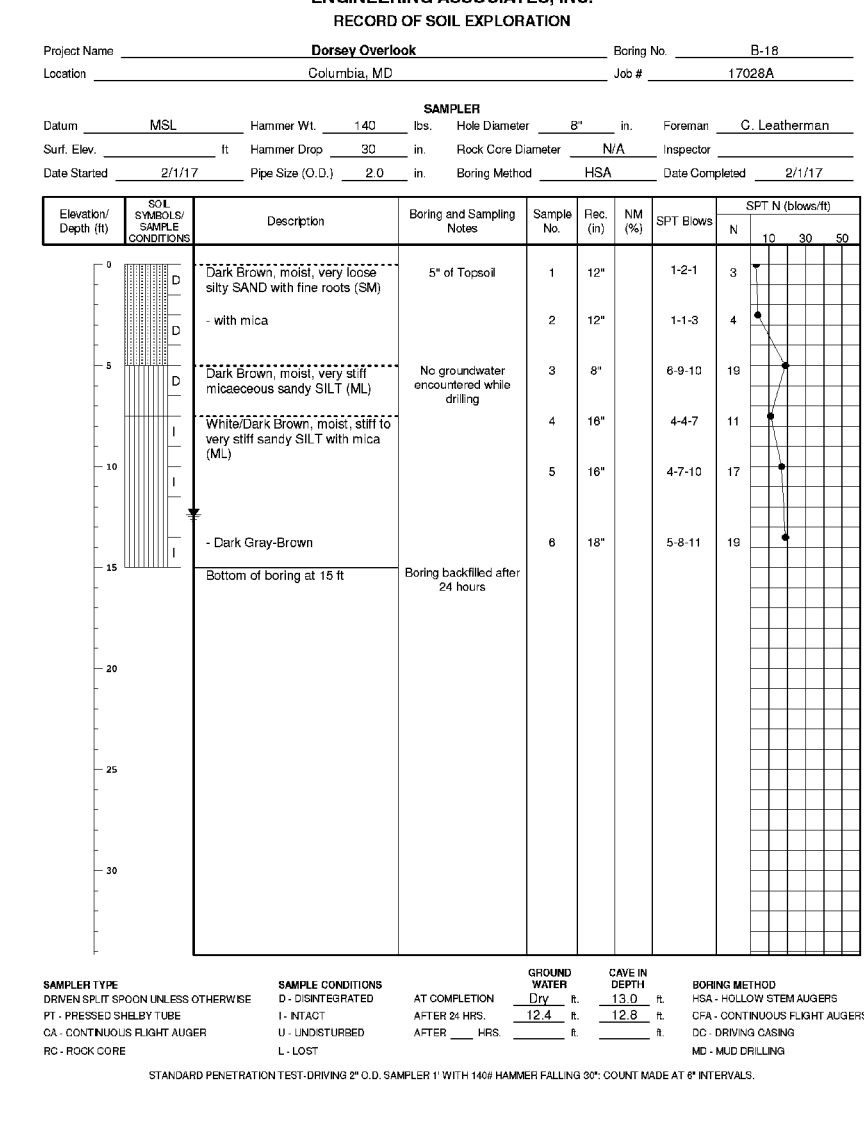 ENGINEERING ASSOCIATES, INC.
RECORD OF SOIL EXPLORATION
Project Name Dorsey Overlook Boring No. B-18
Location Columbia, MD Job # 17028A
SAMPLER
Datum MSL Hammer Wt. 140 lbs. Hole Diameter 8" in. Foreman C. Leatherman
Surf. Elev. ft Hammer Drop 30 in. Rock Core Diameter N/A Inspector
Date Started 2/1/17 Pipe Size (O.D.) 2.0 in. Boring Method HSA Date Completed 2/1/17
Elevation/ Depth (ft) SOIL SYMBOLS/ SAMPLE CONDITIONS Description Boring and Sampling Notes Sample No. Rec. (in) NM (%) SPT Blows SPT N (blows/ft)
N 10 30 50
0 D Dark Brown, moist, very loose 5" of Topsoil 1 12" 1-2-1 3
silty SAND with fine roots (SM)
D - with mica 2 12" 1-1-3 4
5 D Dark Brown, moist, very stiff No groundwater 3 8" 6-9-10 19
micaeceous sandy SILT (ML) encountered while
drilling
I White/Dark Brown, moist, stiff to 4 16" 4-4-7 11
very stiff sandy SILT with mica
(ML)
10 I 5 16" 4-7-10 17
I - Dark Gray-Brown 6 18" 5-8-11 19
15 Bottom of boring at 15 ft Boring backfilled after
24 hours
20
25
30
GROUND WATER CAVE IN DEPTH
SAMPLER TYPE SAMPLE CONDITIONS BORING METHOD
DRIVEN SPLIT SPOON UNLESS OTHERWISE D - DISINTEGRATED AT COMPLETION Dry ft. 13.0 ft. HSA - HOLLOW STEM AUGERS
PT - PRESSED SHELBY TUBE I - INTACT AFTER 24 HRS. 12.4 ft. 12.8 ft. CFA - CONTINUOUS FLIGHT AUGERS
CA - CONTINUOUS FLIGHT AUGER U - UNDISTURBED AFTER ____ HRS. ft. ft. DC - DRIVING CASING
RC - ROCK CORE L - LOST MD - MUD DRILLING
STANDARD PENETRATION TEST-DRIVING 2" O.D. SAMPLER 1' WITH 140# HAMMER FALLING 30": COUNT MADE AT 6" INTERVALS.